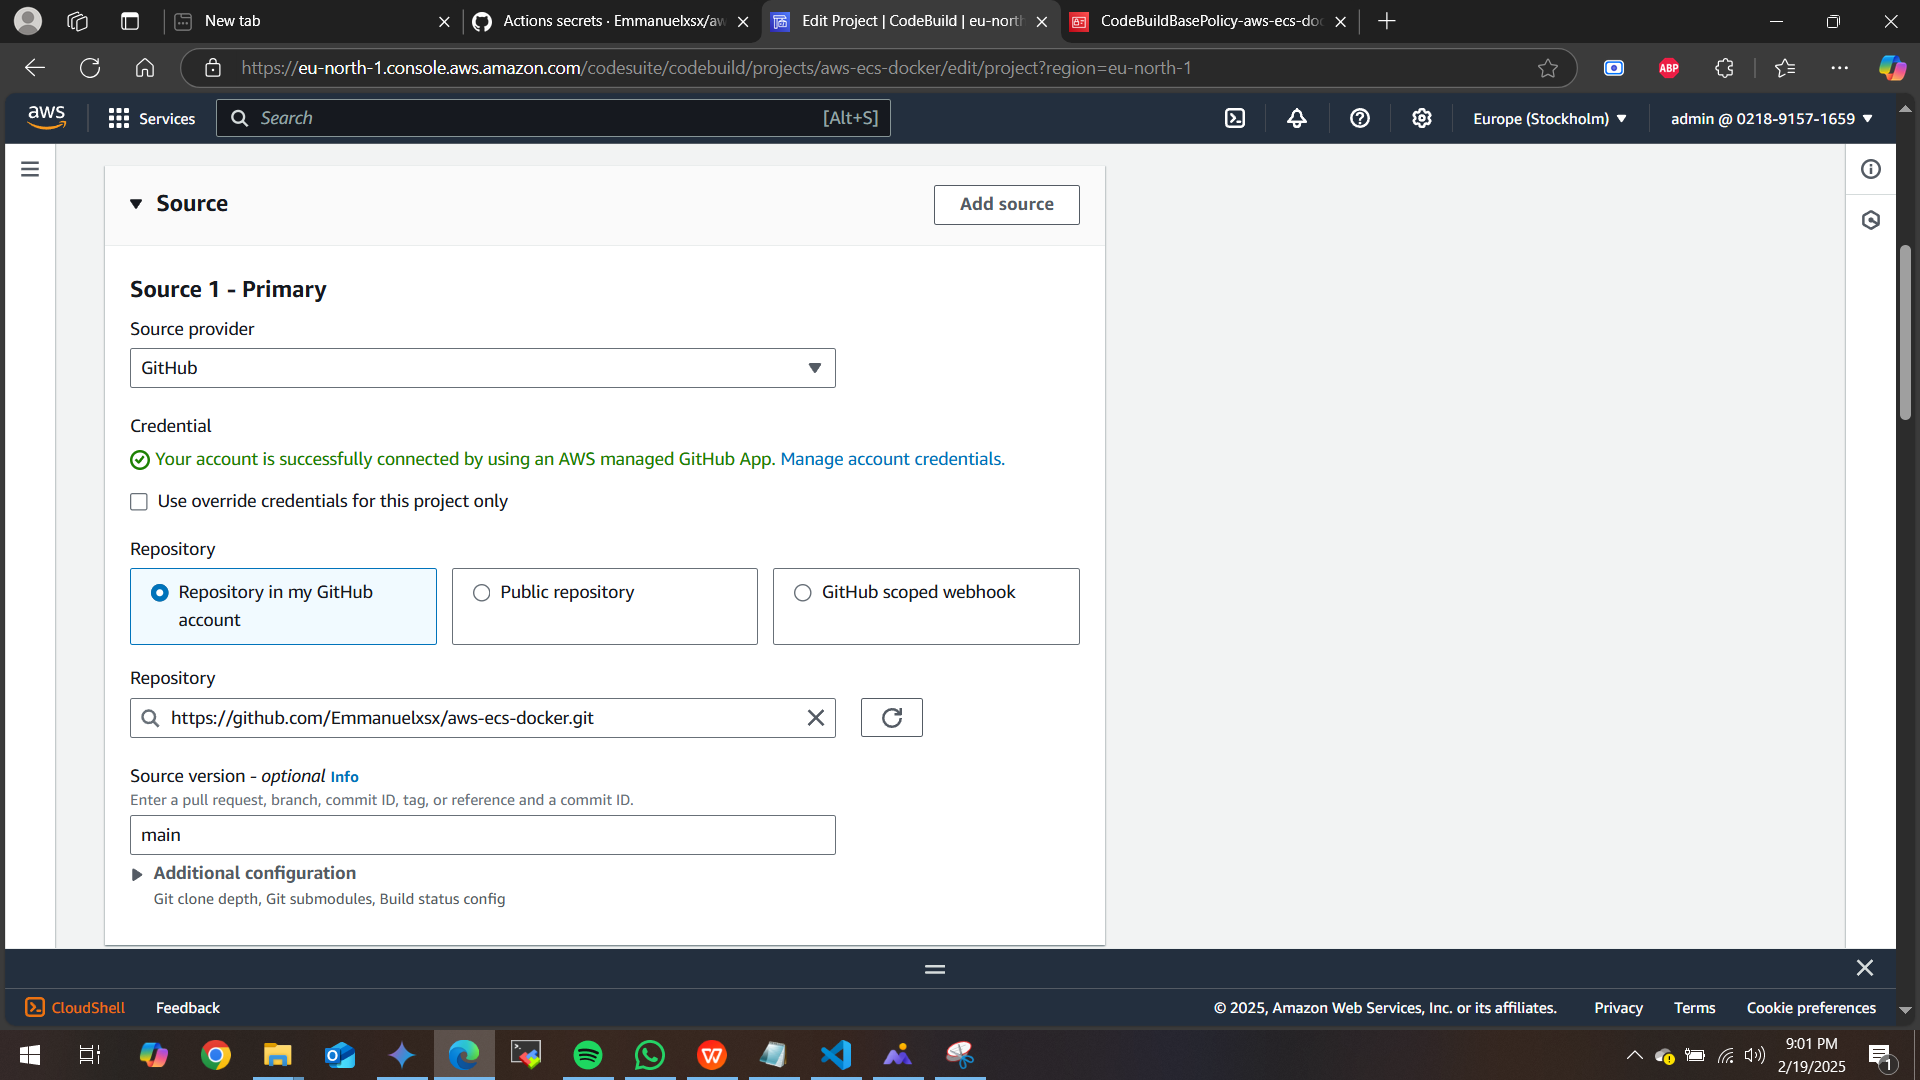 New tab
Actions secrets · Emmanuelxsx/aw
Edit Project | CodeBuild | eu-north
CodeBuildBasePolicy-aws-ecs-do
https://eu-north-1.console.aws.amazon.com/codesuite/codebuild/projects/aws-ecs-docker/edit/project?region=eu-north-1
ABP
aws
Services
Search
[Alt+S]
Europe (Stockholm)
admin @ 0218-9157-1659
Source
Add source
Source 1 - Primary
Source provider
GitHub
Credential
Your account is successfully connected by using an AWS managed GitHub App. Manage account credentials.
Use override credentials for this project only
Repository
Repository in my GitHub
account
Public repository
GitHub scoped webhook
Repository
https://github.com/Emmanuelxsx/aws-ecs-docker.git
Source version - optional Info
Enter a pull request, branch, commit ID, tag, or reference and a commit ID.
main
Additional configuration
Git clone depth, Git submodules, Build status config
CloudShell
Feedback
© 2025, Amazon Web Services, Inc. or its affiliates.
Privacy
Terms
Cookie preferences
9:01 PM
2/19/2025
1